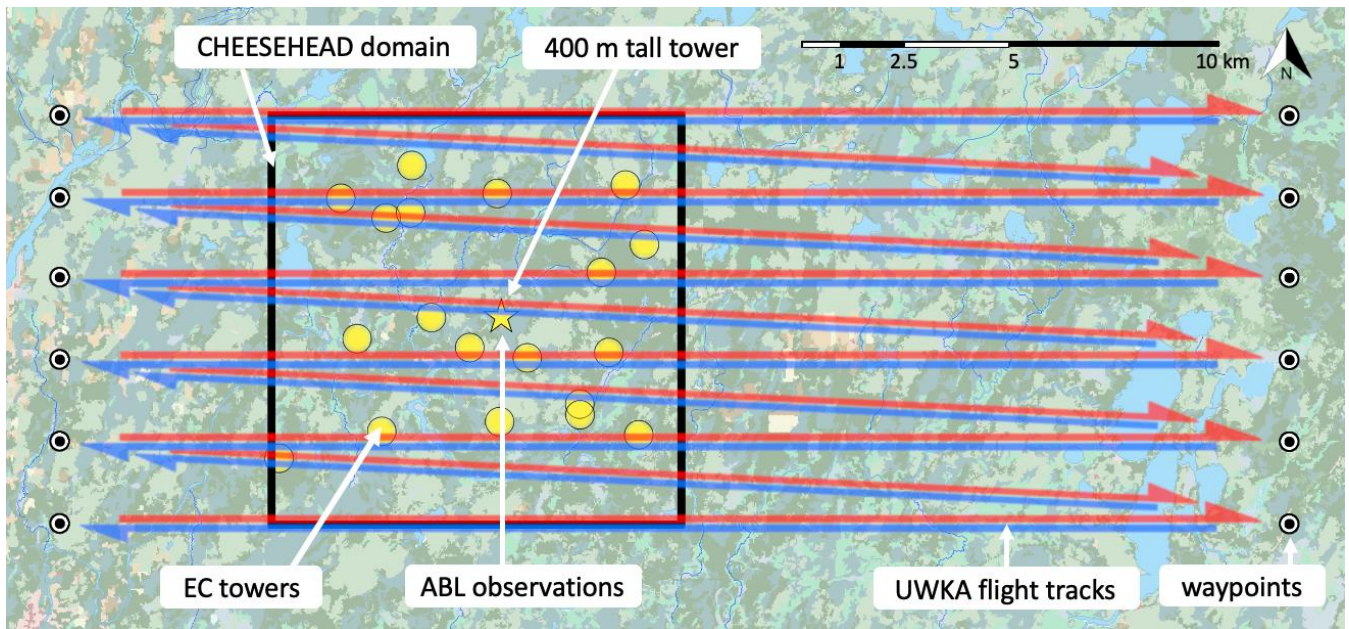 CHEESEHEAD domain
400 m tall tower
1 2.5 5 10 km
N
EC towers
ABL observations
UWKA flight tracks
waypoints